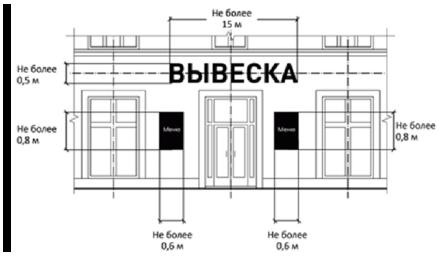 Не более
15 м
Не более
0,5 м
ВЫВЕСКА
Не более
0,8 м
Меню
Меню
Не более
0,8 м
Не более
0,6 м
Не более
0,6 м